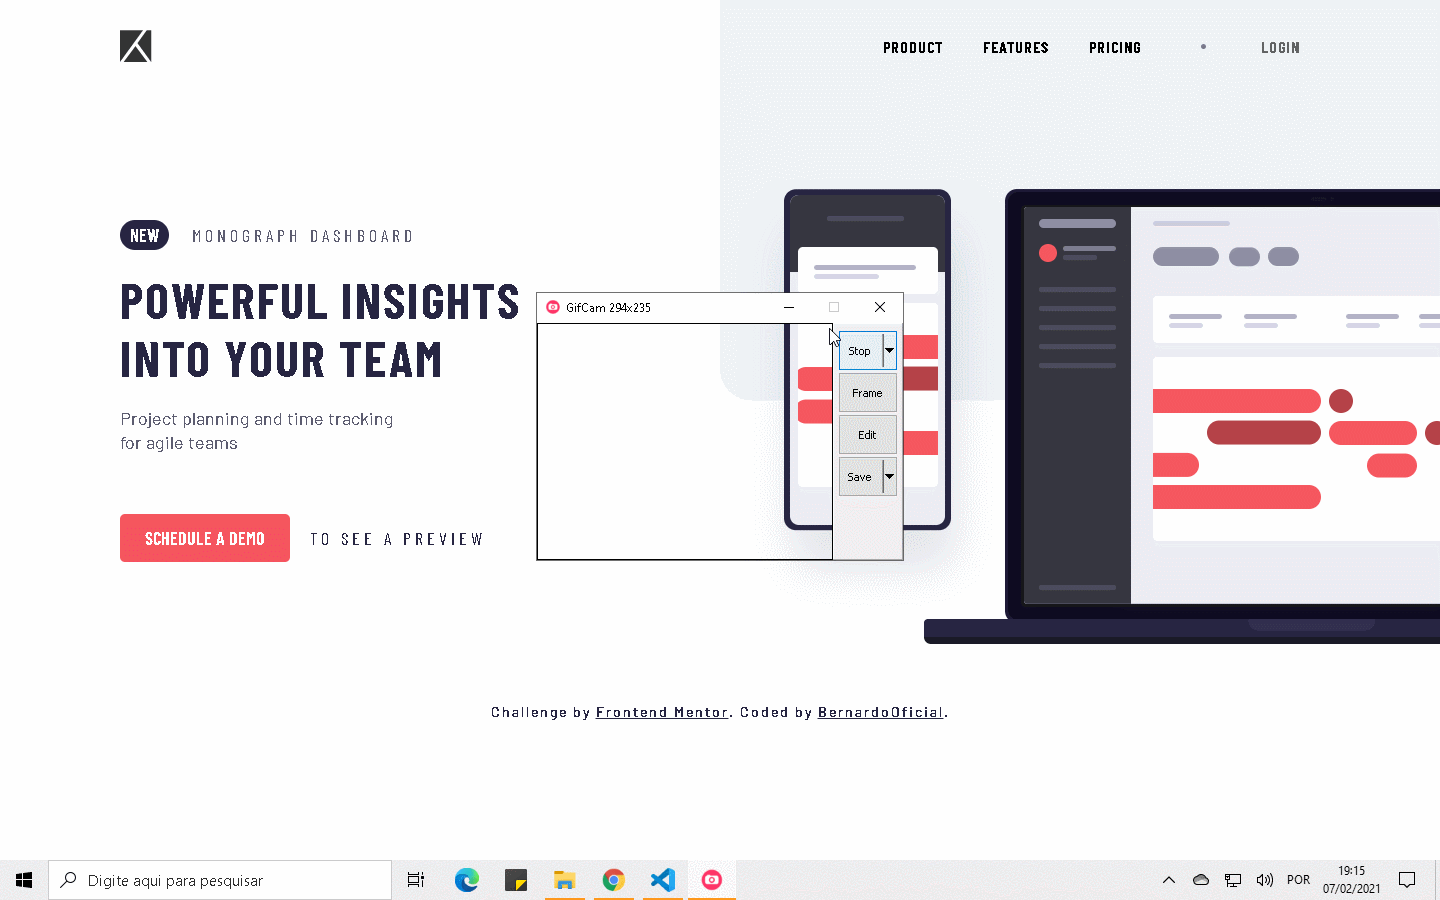 PRODUCT FEATURES PRICING • LOGIN
NEW MONOGRAPH DASHBOARD
POWERFUL INSIGHTS
INTO YOUR TEAM
Project planning and time tracking
for agile teams
SCHEDULE A DEMO TO SEE A PREVIEW
GifCam 294x235
Stop
Frame
Edit
Save
Challenge by Frontend Mentor. Coded by BernardoOficial.
Digite aqui para pesquisar
POR
19:15
07/02/2021